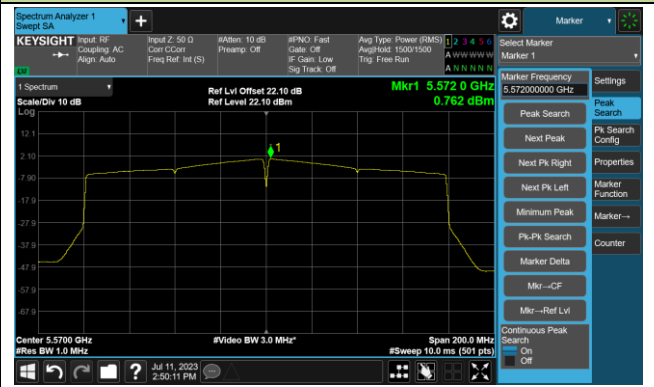 Spectrum Analyzer 1
Swept SA
Marker
KEYSIGHT Input: RF
Coupling: AC
Align: Auto
Input Z: 50 Ω
Corr CCorr
Freq Ref: Int (S)
#Atten: 10 dB
Preamp: Off
#PNO: Fast
Gate: Off
IF Gain: Low
Sig Track: Off
Avg Type: Power (RMS)
Avg|Hold: 1500/1500
Trig: Free Run
1 2 3 4 5 6
A W W W W W
A N N N N N
LXI
Select Marker
Marker 1
1 Spectrum
Scale/Div 10 dB
Ref Lvl Offset 22.10 dB
Ref Level 22.10 dBm
Mkr1 5.572 0 GHz
0.762 dBm
Log
12.1
2.10
-7.90
-17.9
-27.9
-37.9
-47.9
-57.9
-67.9
1
Center 5.5700 GHz
#Res BW 1.0 MHz
#Video BW 3.0 MHz*
Span 200.0 MHz
#Sweep 10.0 ms (501 pts)
Marker Frequency
5.572000000 GHz
Peak Search
Next Peak
Next Pk Right
Next Pk Left
Minimum Peak
Pk-Pk Search
Marker Delta
Mkr→CF
Mkr→Ref Lvl
Continuous Peak
Search
On
Off
Settings
Peak
Search
Pk Search
Config
Properties
Marker
Function
Marker→
Counter
Jul 11, 2023
2:50:11 PM